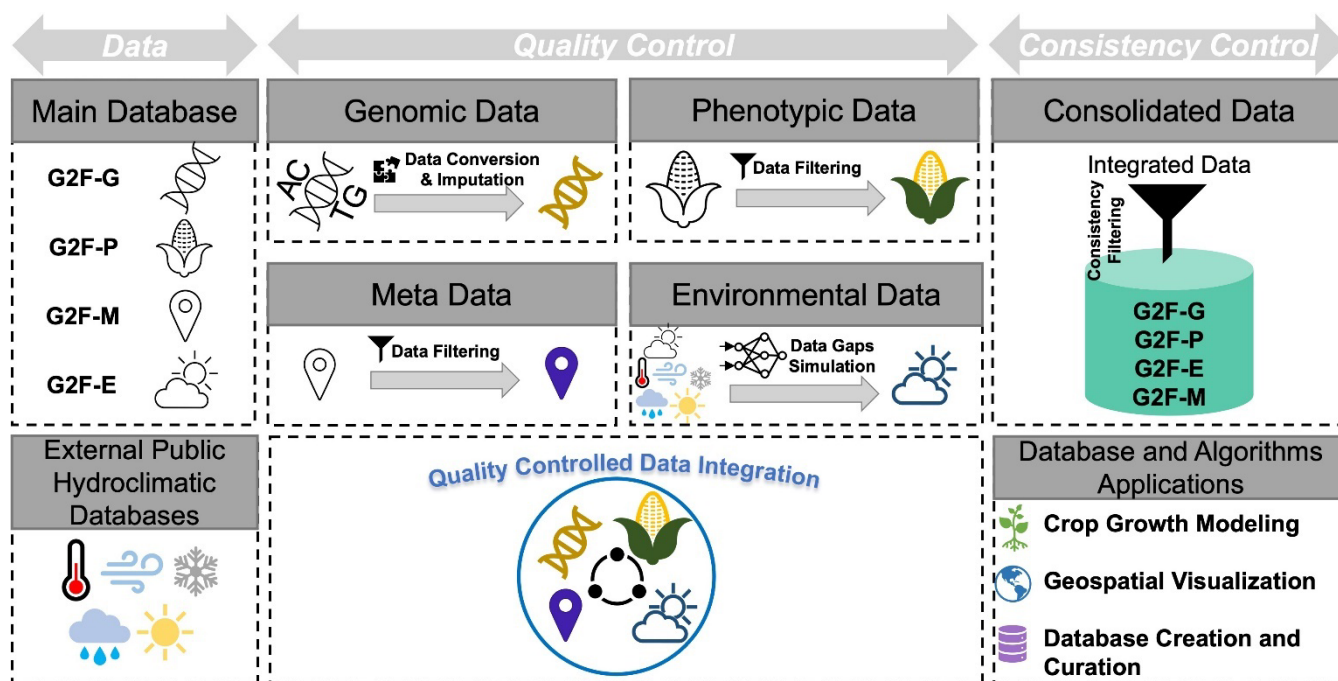 Data
Quality Control
Consistency Control
Main Database
G2F-G
G2F-P
G2F-M
G2F-E
External Public
Hydroclimatic
Databases
Genomic Data
AC
TG
Data Conversion
& Imputation
Phenotypic Data
Data Filtering
Meta Data
Data Filtering
Environmental Data
Data Gaps
Simulation
Quality Controlled Data Integration
Consolidated Data
Integrated Data
Consistency
Filtering
G2F-G
G2F-P
G2F-E
G2F-M
Database and Algorithms
Applications
Crop Growth Modeling
Geospatial Visualization
Database Creation and
Curation